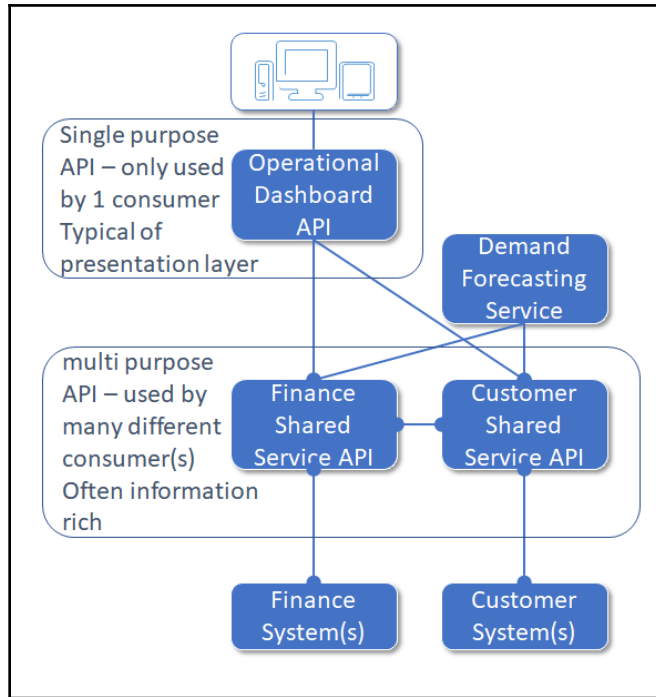 Single purpose
API – only used
by 1 consumer
Typical of
presentation layer
Operational
Dashboard
API
Demand
Forecasting
Service
multi purpose
API – used by
many different
consumer(s)
Often information
rich
Finance
Shared
Service API
Customer
Shared
Service API
Finance
System(s)
Customer
System(s)